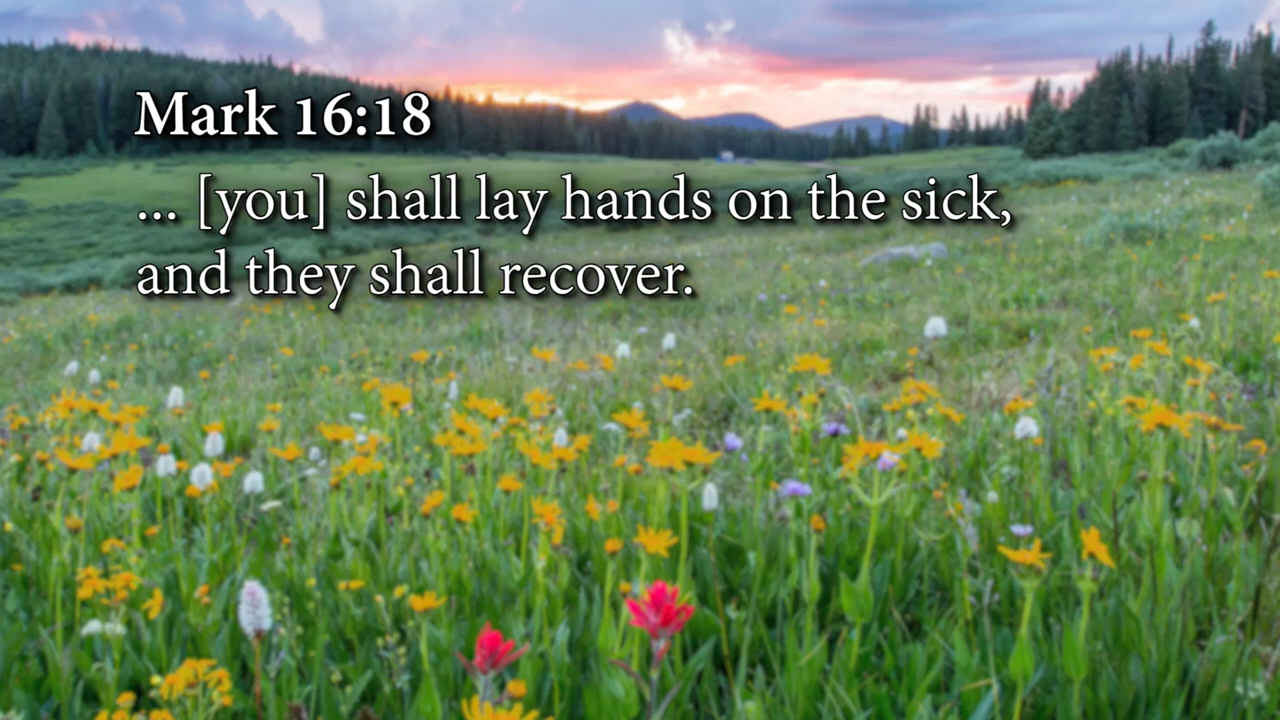 Mark 16:18
... [you] shall lay hands on the sick,
and they shall recover.